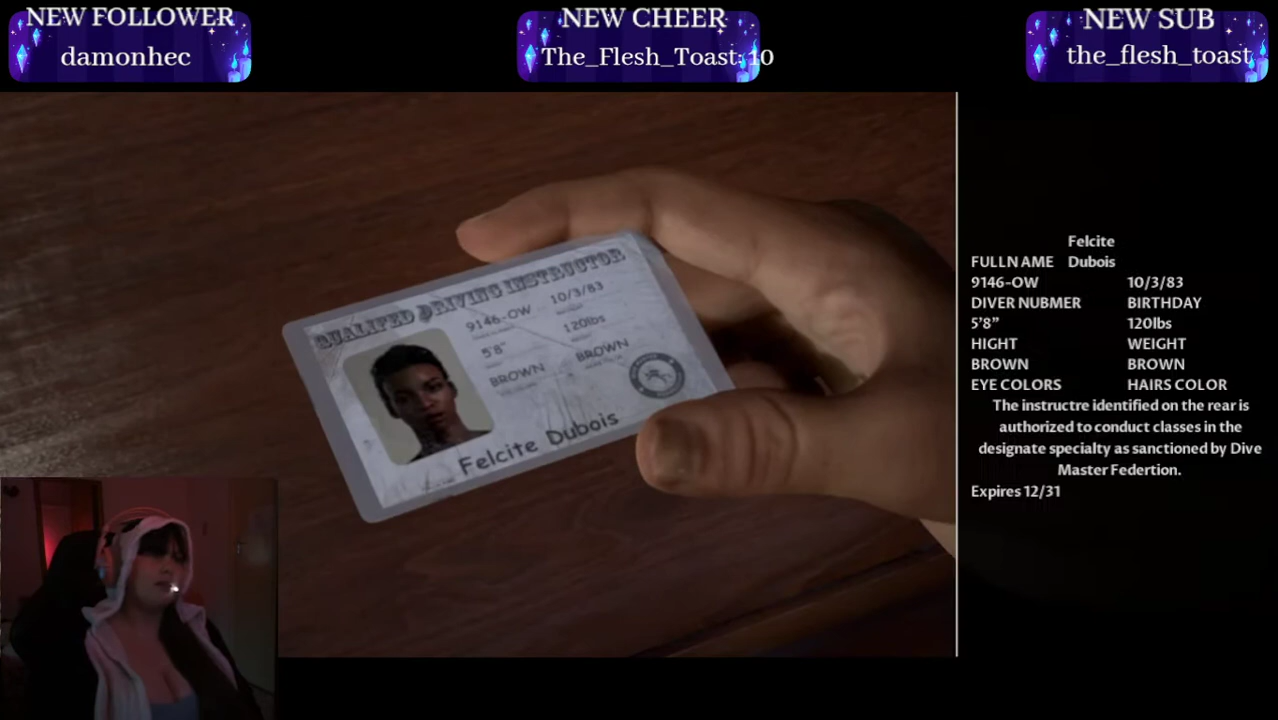 NEW FOLLOWER
damonhec
NEW CHEER
The_Flesh_Toast: 10
NEW SUB
the_flesh_toast
QUALIFED DRIVING INSTRUCTOR
9146-OW 10/3/83
5'8" 120lbs
BROWN BROWN
Felcite Dubois
Felcite
FULLN AME Dubois
9146-OW 10/3/83
DIVER NUBMER BIRTHDAY
5'8" 120lbs
HIGHT WEIGHT
BROWN BROWN
EYE COLORS HAIRS COLOR
The instructre identified on the rear is
authorized to conduct classes in the
designate specialty as sanctioned by Dive
Master Federtion.
Expires 12/31